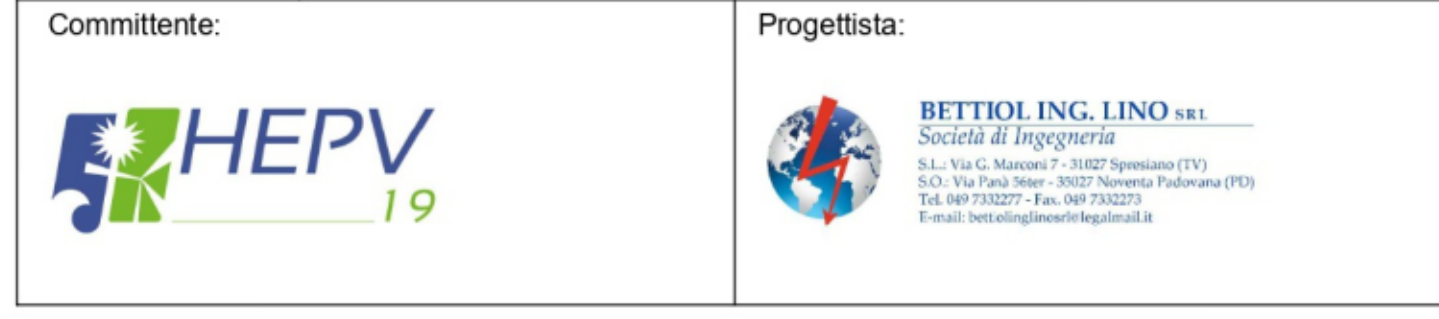 Committente:
HEPV
19
Progettista:
BETTIOL ING. LINO SRL
Società di Ingegneria
S.L.: Via G. Marconi 7 - 31027 Spresiano (TV)
S.O.: Via Panà 56ter - 35027 Noventa Padovana (PD)
Tel. 049 7332277 - Fax. 049 7332273
E-mail: bettiolinglinosrl@legalmail.it